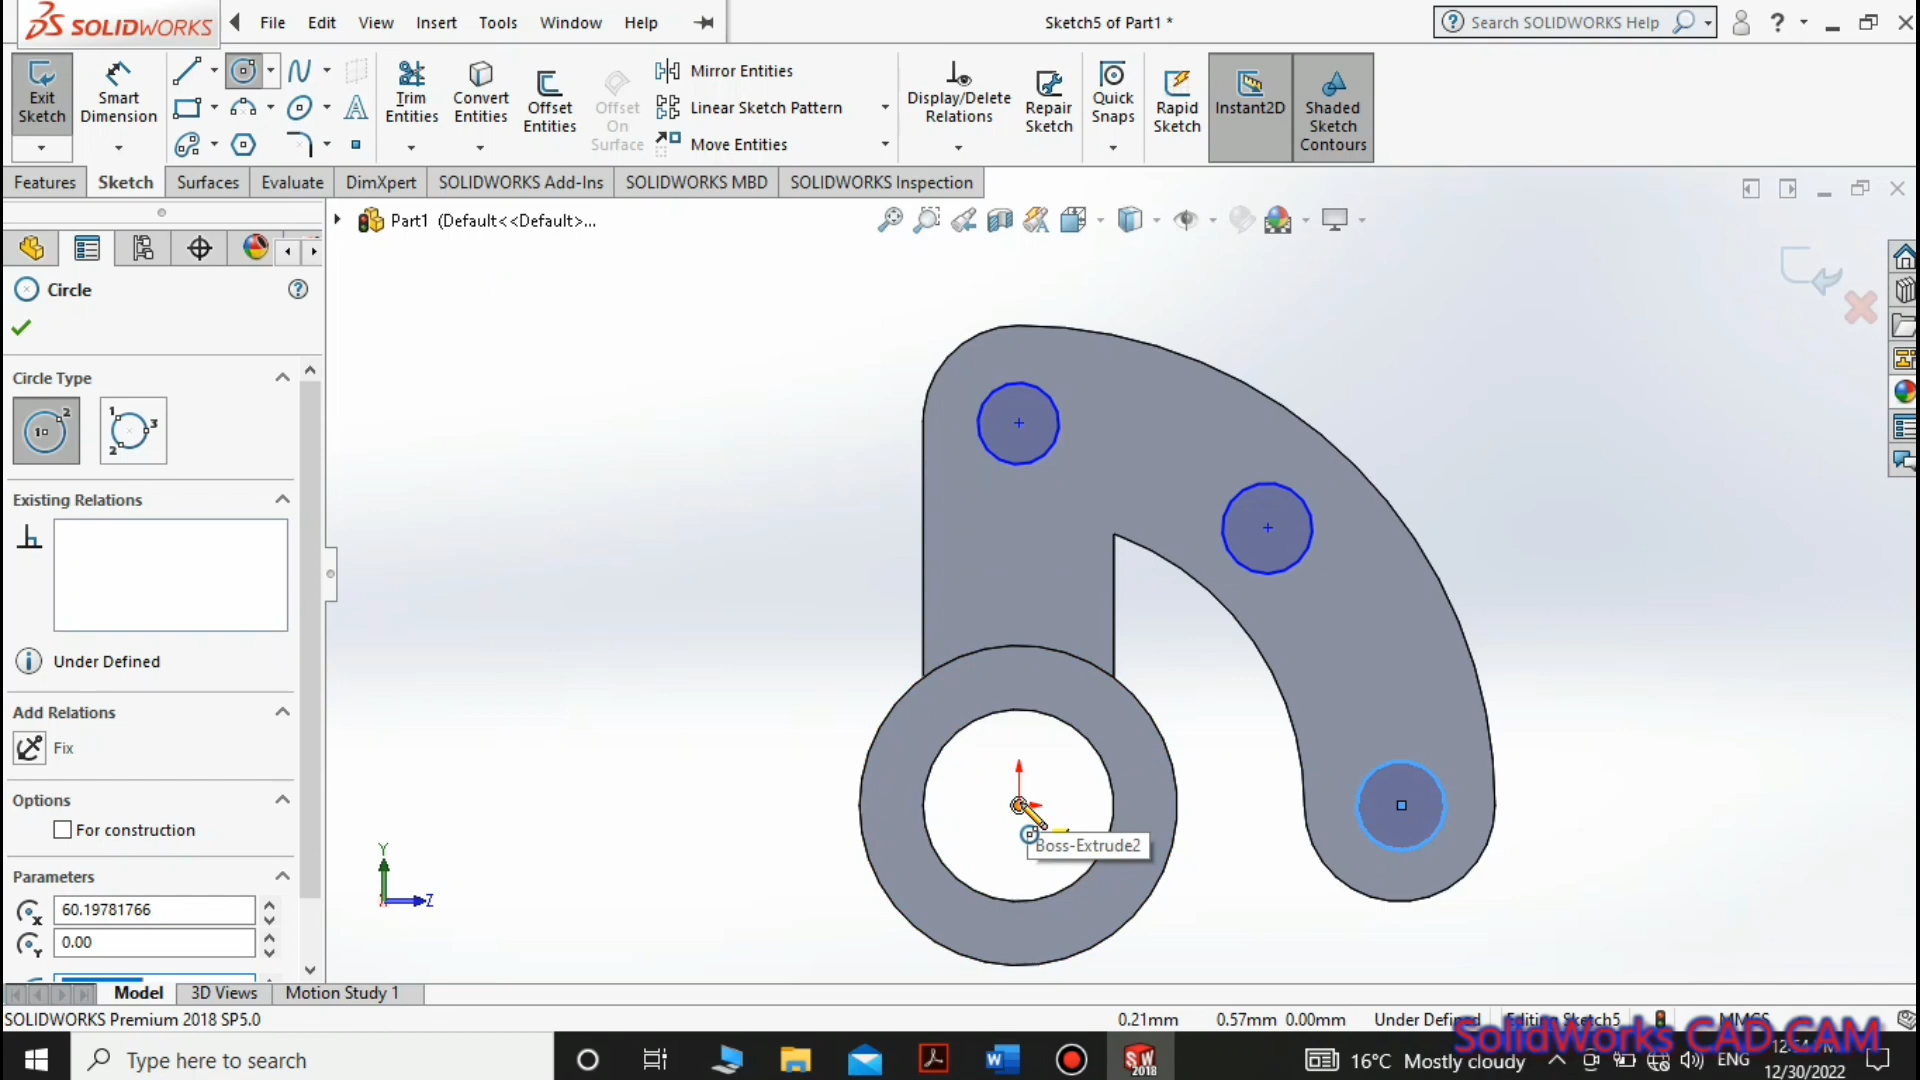 SOLIDWORKS
File Edit View Insert Tools Window Help
Sketch5 of Part1 *
Search SOLIDWORKS Help
Exit Sketch
Smart Dimension
Trim Entities
Convert Entities
Offset Entities
Offset On Surface
Mirror Entities
Linear Sketch Pattern
Move Entities
Display/Delete Relations
Repair Sketch
Quick Snaps
Rapid Sketch
Instant2D
Shaded Sketch Contours
Features Sketch Surfaces Evaluate DimXpert SOLIDWORKS Add-Ins SOLIDWORKS MBD SOLIDWORKS Inspection
Part1 (Default<<Default>...
Circle
Circle Type
Existing Relations
Under Defined
Add Relations
Fix
Options
For construction
Parameters
60.19781766
0.00
Boss-Extrude2
Y
Z
Model 3D Views Motion Study 1
SOLIDWORKS Premium 2018 SP5.0
0.21mm 0.57mm 0.00mm Under Defined Editing Sketch5 MMGS
SolidWorks CAD CAM
Type here to search
16°C Mostly cloudy
ENG
12/30/2022